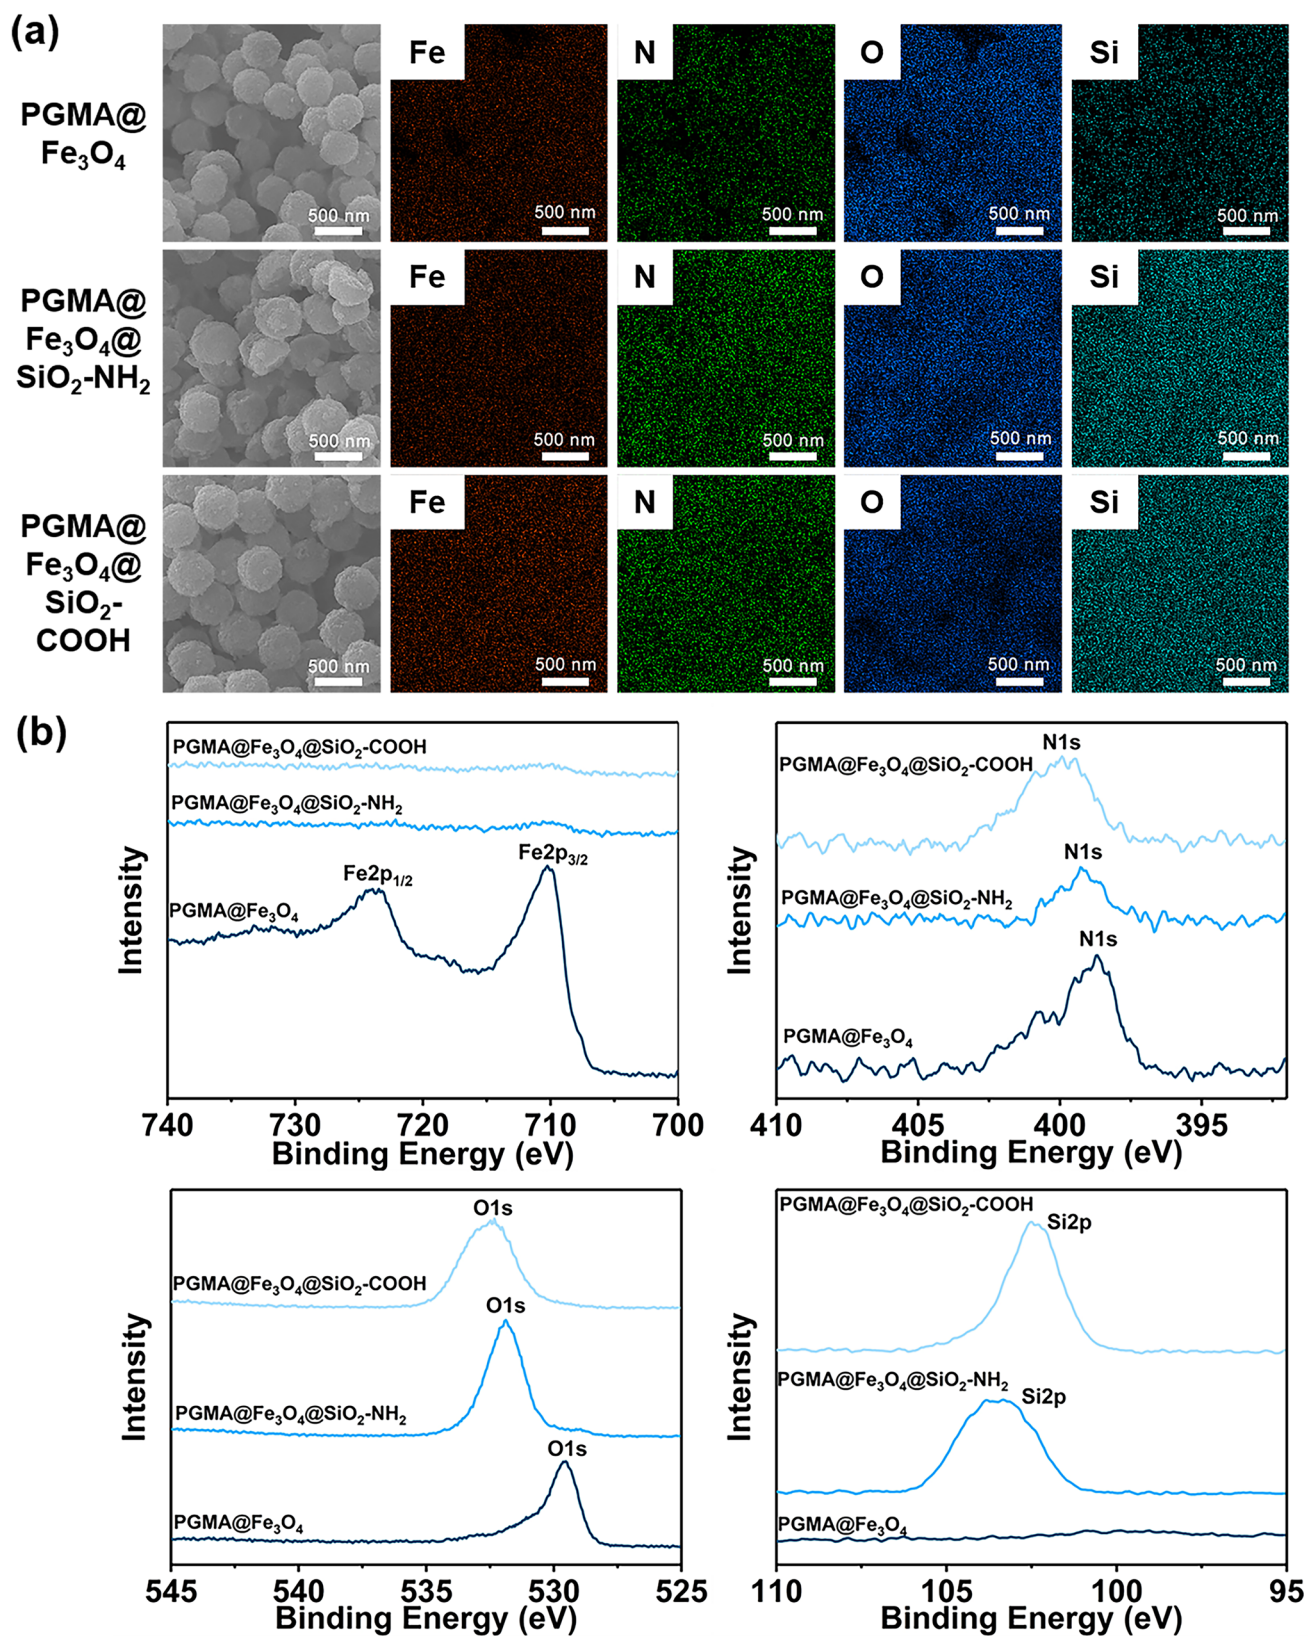 (a)
PGMA@
Fe₃O₄
500 nm
Fe
500 nm
N
500 nm
O
500 nm
Si
500 nm
PGMA@
Fe₃O₄@
SiO₂-NH₂
500 nm
Fe
500 nm
N
500 nm
O
500 nm
Si
500 nm
PGMA@
Fe₃O₄@
SiO₂-
COOH
500 nm
Fe
500 nm
N
500 nm
O
500 nm
Si
500 nm
(b)
PGMA@Fe₃O₄@SiO₂-COOH
PGMA@Fe₃O₄@SiO₂-NH₂
Fe2p₃/₂
Fe2p₁/₂
PGMA@Fe₃O₄
Intensity
740 730 720 710 700
Binding Energy (eV)
N1s
PGMA@Fe₃O₄@SiO₂-COOH
N1s
PGMA@Fe₃O₄@SiO₂-NH₂
N1s
PGMA@Fe₃O₄
Intensity
410 405 400 395
Binding Energy (eV)
O1s
PGMA@Fe₃O₄@SiO₂-COOH
O1s
PGMA@Fe₃O₄@SiO₂-NH₂
O1s
PGMA@Fe₃O₄
Intensity
545 540 535 530 525
Binding Energy (eV)
PGMA@Fe₃O₄@SiO₂-COOH
Si2p
PGMA@Fe₃O₄@SiO₂-NH₂
Si2p
PGMA@Fe₃O₄
Intensity
110 105 100 95
Binding Energy (eV)